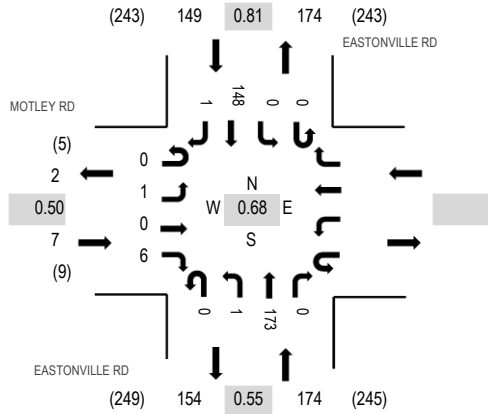 (243) 149 0.81 174 (243)
EASTONVILLE RD
MOTLEY RD
1 148 0 0
(5)
2
0.50
7
(9)
0
1
0
6
N
W 0.68 E
S
0 1 173 0
EASTONVILLE RD
(249) 154 0.55 174 (245)